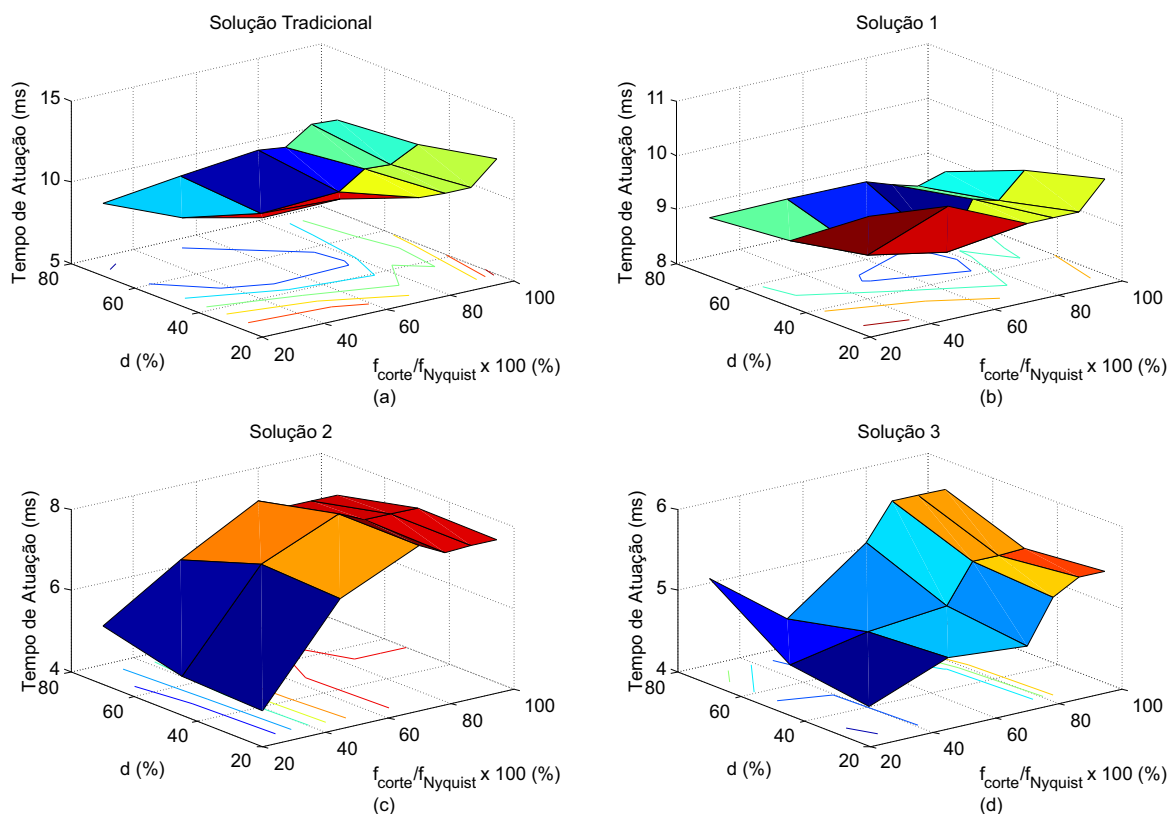 Solução Tradicional
Tempo de Atuação (ms)
15
10
5
80
60
40
20
d (%)
20
40
60
80
100
f_corte/f_Nyquist x 100 (%)
(a)
Solução 1
Tempo de Atuação (ms)
11
10
9
8
80
60
40
20
d (%)
20
40
60
80
100
f_corte/f_Nyquist x 100 (%)
(b)
Solução 2
Tempo de Atuação (ms)
8
6
4
80
60
40
20
d (%)
20
40
60
80
100
f_corte/f_Nyquist x 100 (%)
(c)
Solução 3
Tempo de Atuação (ms)
6
5
4
80
60
40
20
d (%)
20
40
60
80
100
f_corte/f_Nyquist x 100 (%)
(d)